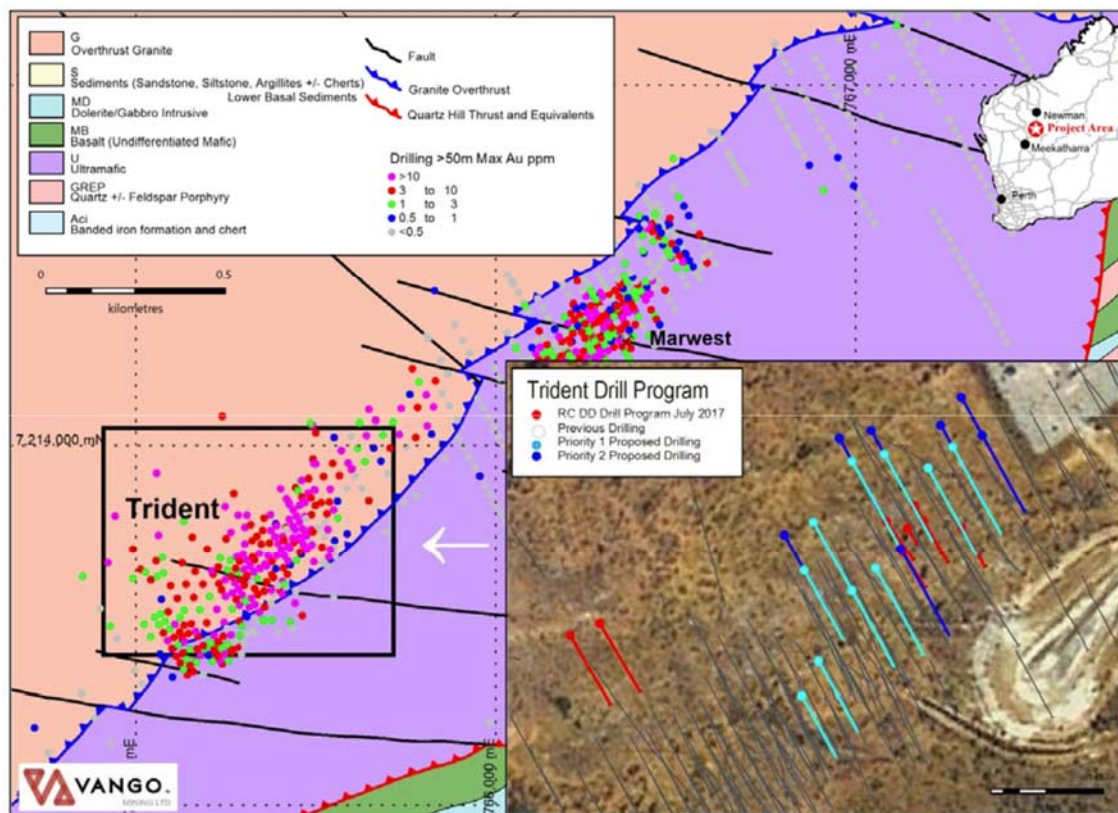 G
Overthrust Granite
S
Sediments (Sandstone, Siltstone, Argillites +/- Cherts)
Lower Basal Sediments
MD
Dolerite/Gabbro Intrusive
MB
Basalt (Undifferentiated Mafic)
U
Ultramafic
GREP
Quartz +/- Feldspar Porphyry
Aci
Banded iron formation and chert
Fault
Granite Overthrust
Quartz Hill Thrust and Equivalents
Drilling >50m Max Au ppm
>10
3 to 10
1 to 3
0.5 to 1
<0.5
0 0.5
kilometres
767,000 mE
Newman
Project Area
Meekatharra
Perth
Marwest
7,214,000 mN
Trident
Trident Drill Program
RC DD Drill Program July 2017
Previous Drilling
Priority 1 Proposed Drilling
Priority 2 Proposed Drilling
mE
766,000 mE
VANGO
MINING LTD